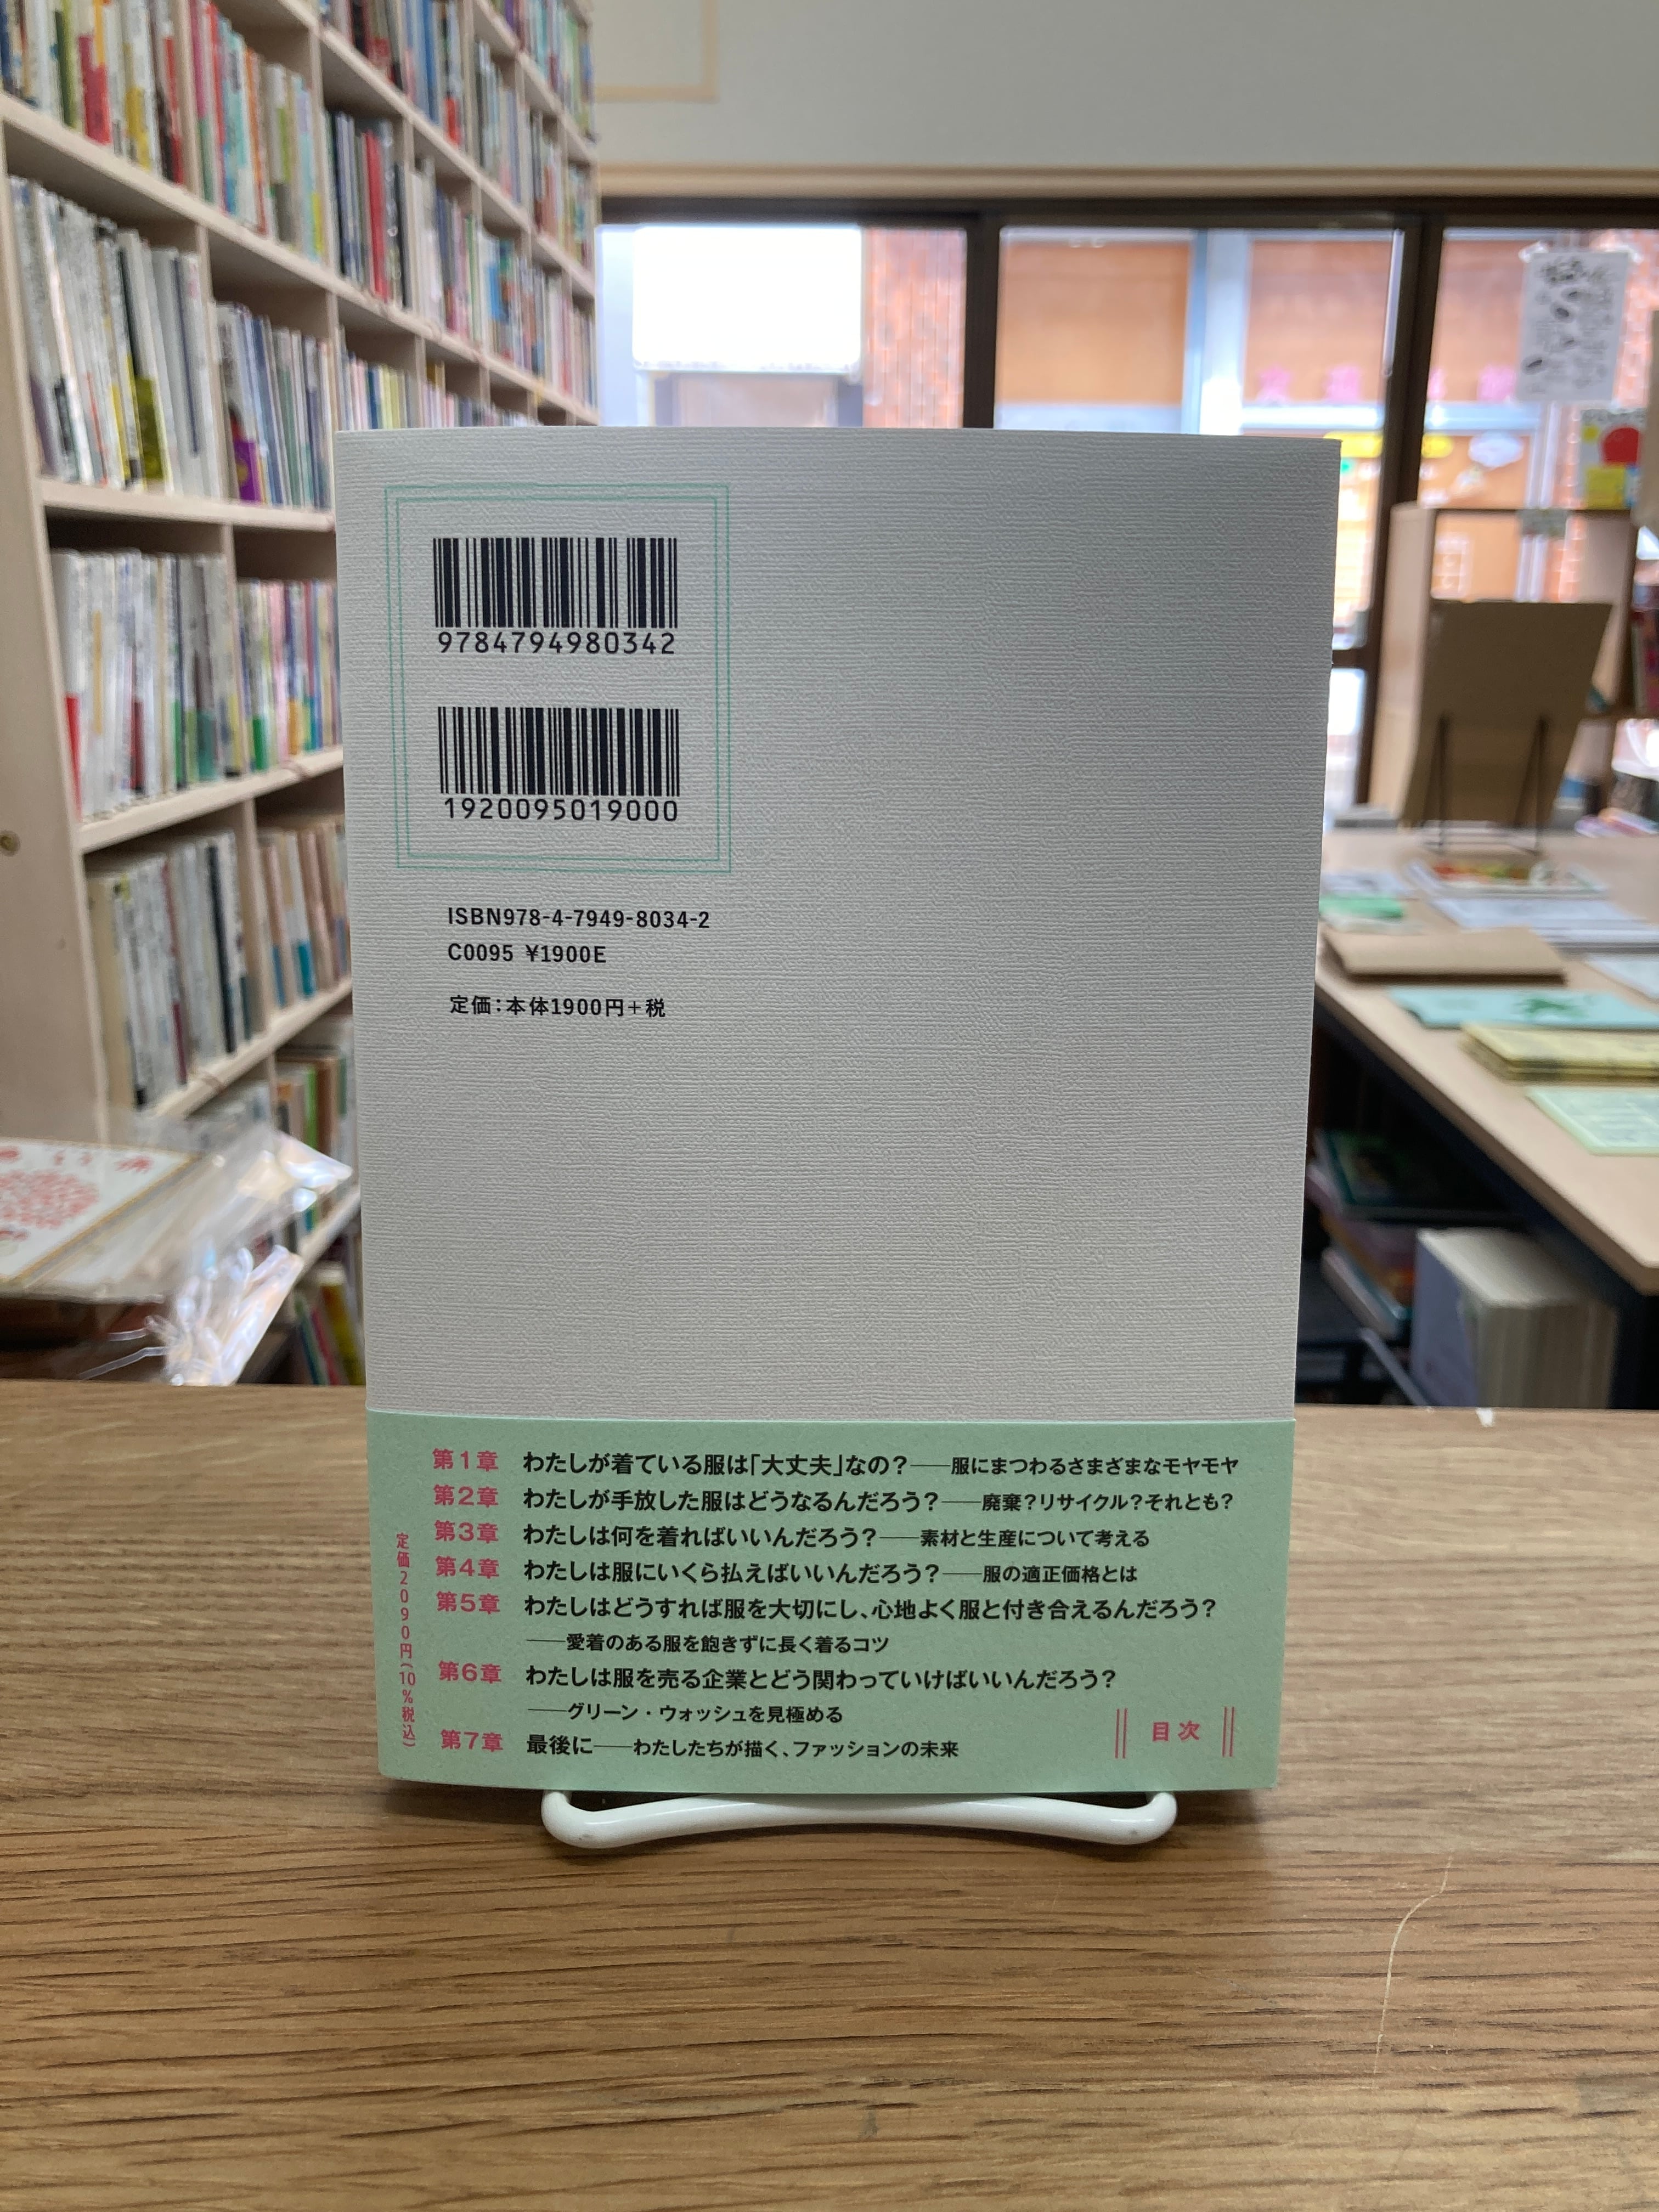 9784794980342
1920095019000
ISBN978-4-7949-8034-2
C0095 ¥1900E
定価：本体1900円＋税
第1章 わたしが着ている服は「大丈夫」なの？──服にまつわるさまざまなモヤモヤ
第2章 わたしが手放した服はどうなるんだろう？──廃棄？リサイクル？それとも？
第3章 わたしは何を着ればいいんだろう？──素材と生産について考える
第4章 わたしは服にいくら払えばいいんだろう？──服の適正価格とは
第5章 わたしはどうすれば服を大切にし、心地よく服と付き合えるんだろう？
──愛着のある服を飽きずに長く着るコツ
第6章 わたしは服を売る企業とどう関わっていけばいいんだろう？
──グリーン・ウォッシュを見極める
第7章 最後に──わたしたちが描く、ファッションの未来
目次
定価2090円（10％税込）